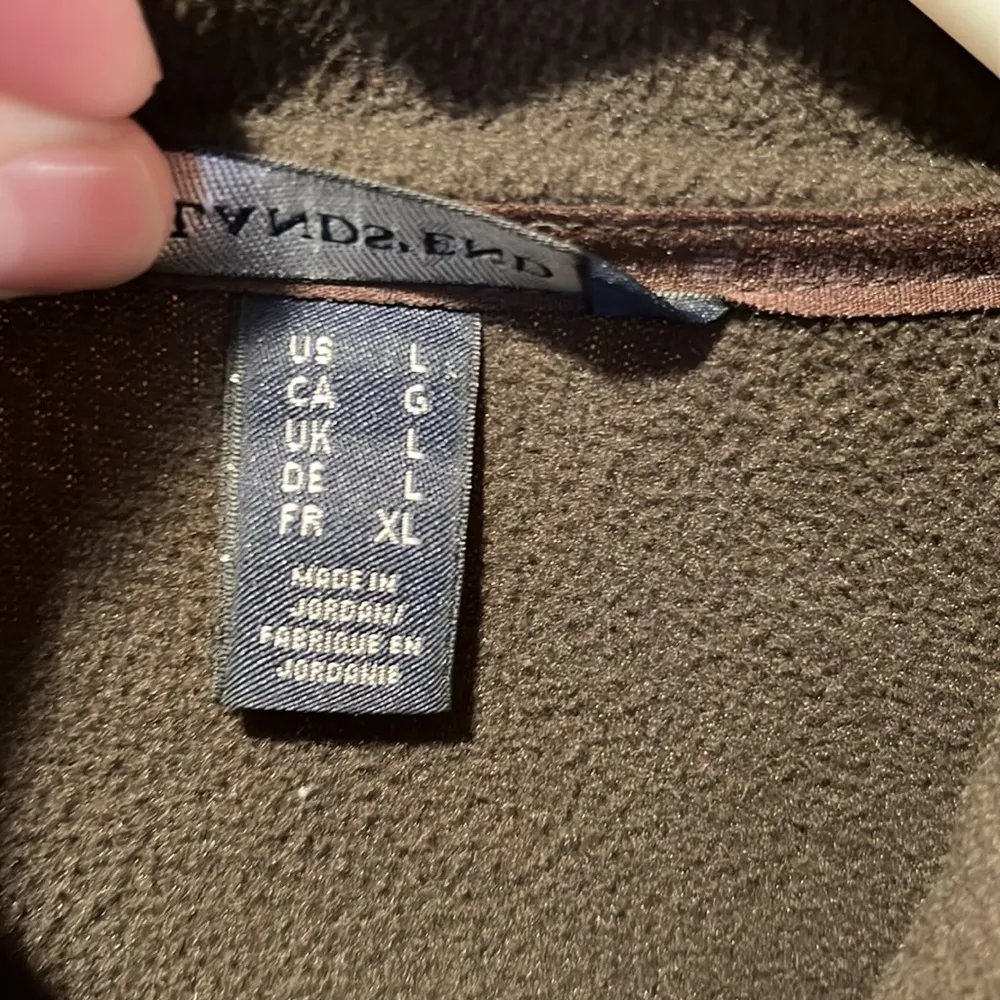 LANDS' END
US L
CA G
UK L
DE L
FR XL
MADE IN
JORDAN/
FABRIQUE EN
JORDANIE